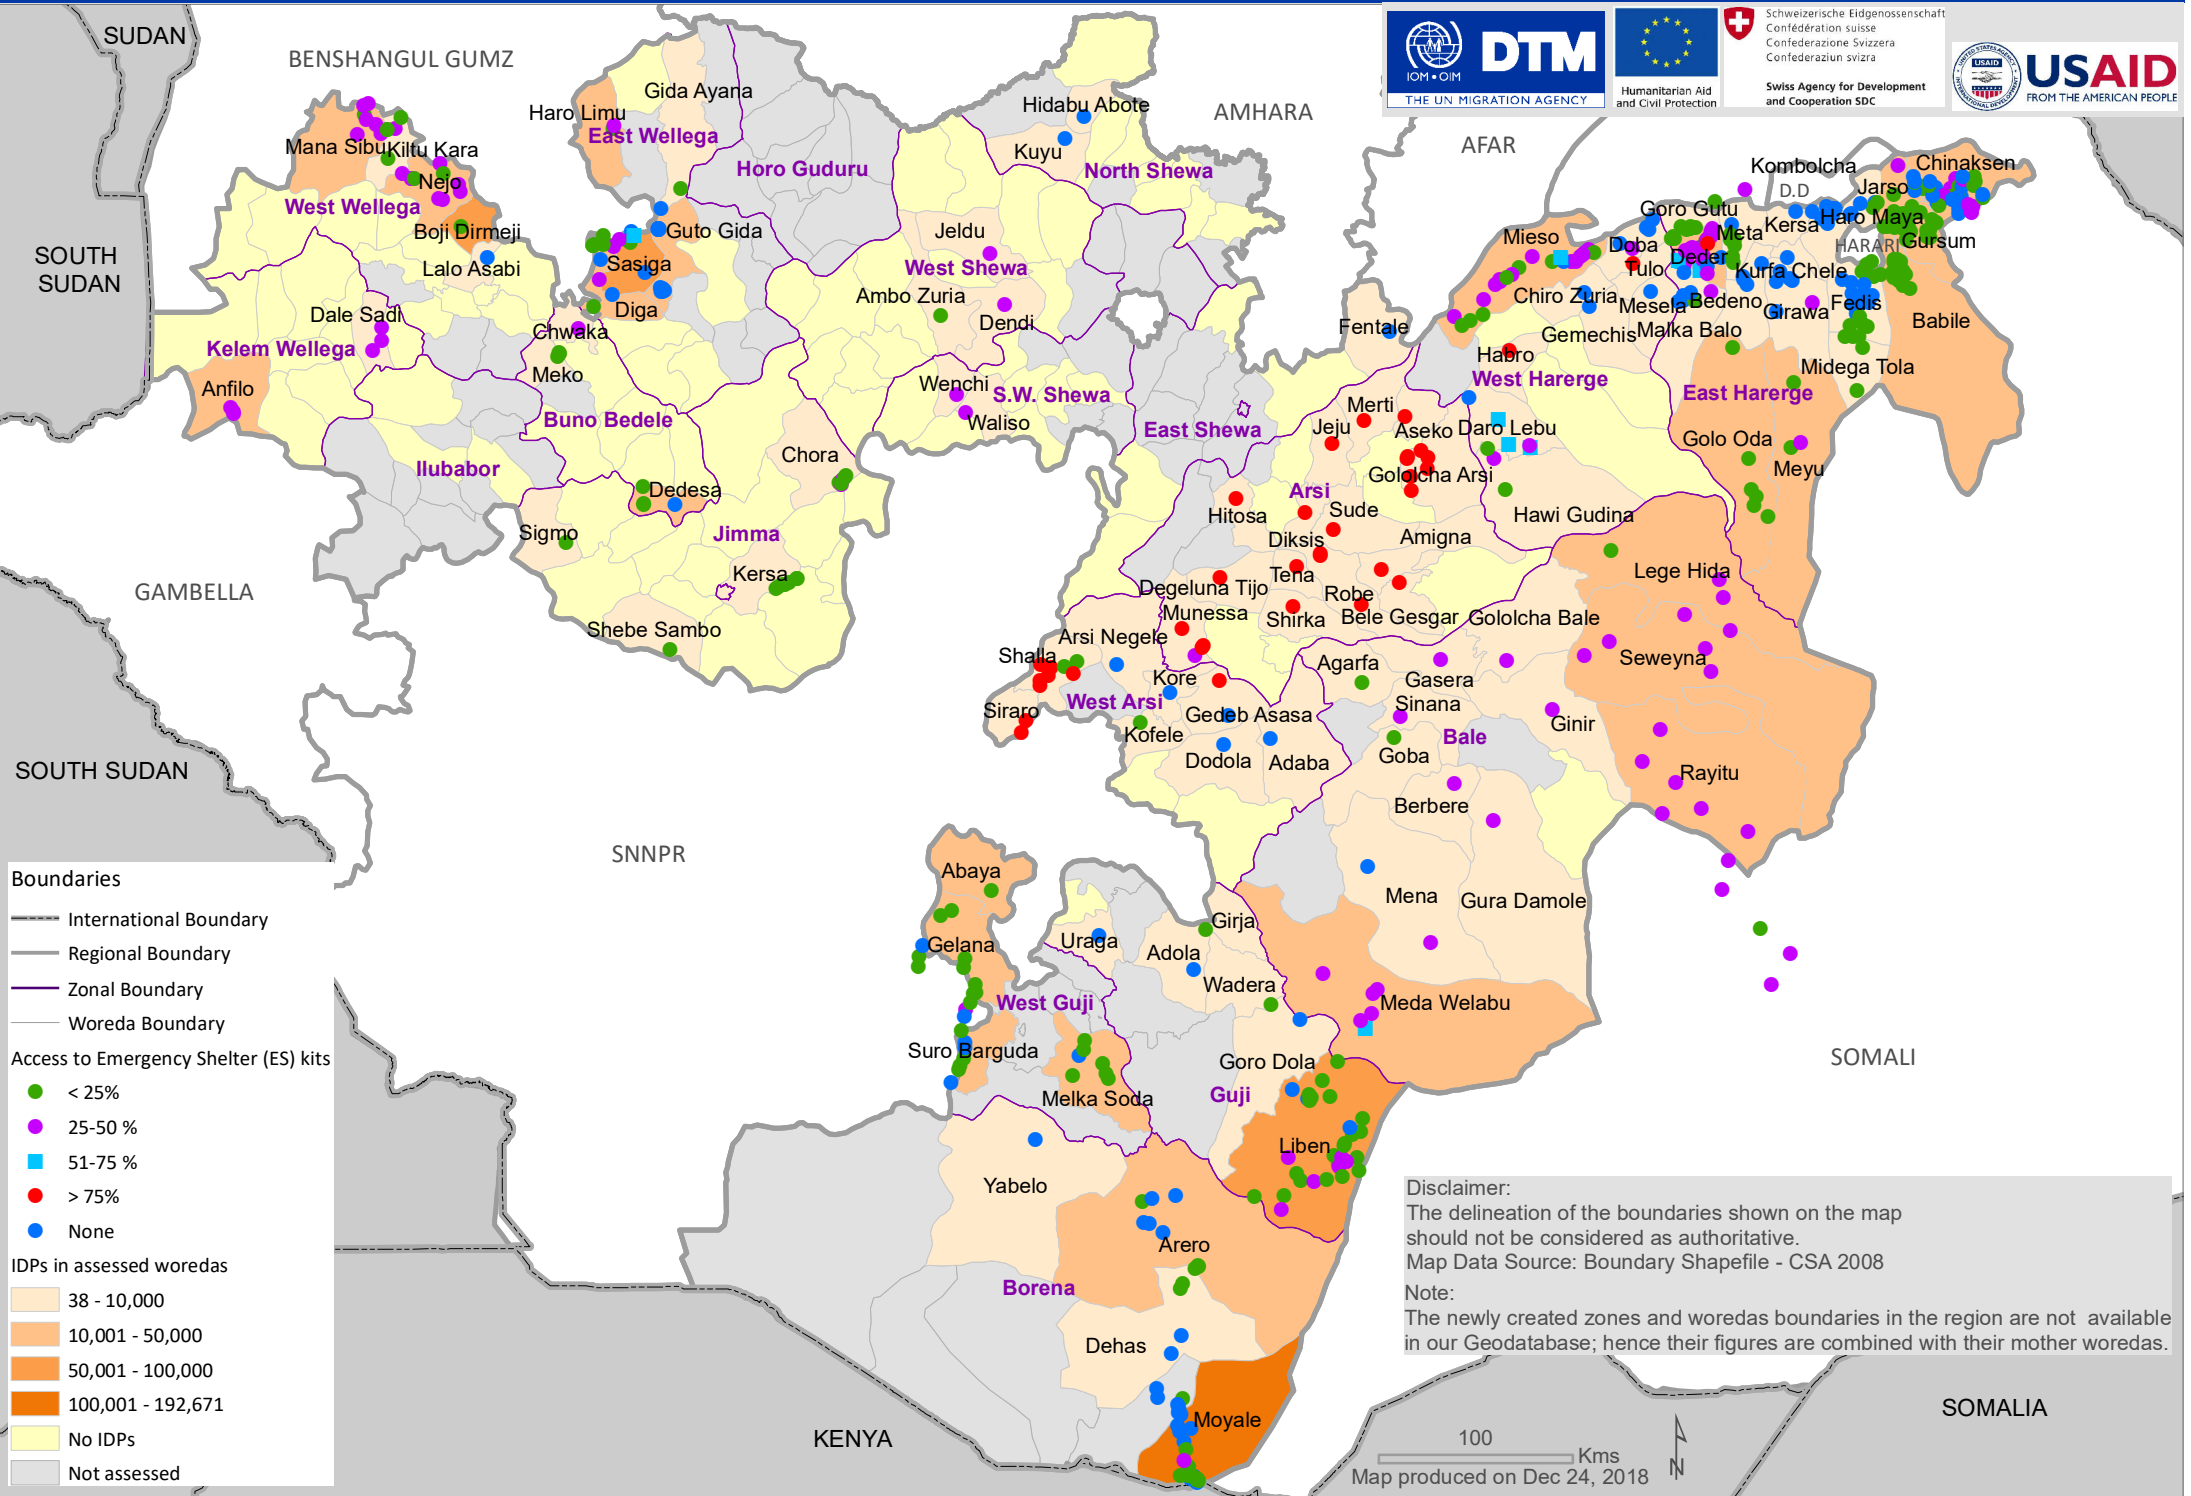 SUDAN
BENSHANGUL GUMZ
IOM • OIM
DTM
THE UN MIGRATION AGENCY
Humanitarian Aid
and Civil Protection
Schweizerische Eidgenossenschaft
Confédération suisse
Confederazione Svizzera
Confederaziun svizra
Swiss Agency for Development
and Cooperation SDC
USAID
USAID
FROM THE AMERICAN PEOPLE
Gida Ayana
Haro Limu
East Wellega
Hidabu Abote
AMHARA
AFAR
Mana Sibu
Kiltu Kara
Kuyu
North Shewa
Horo Guduru
Kombolcha
Chinaksen
D.D
Jarso
Nejo
West Wellega
Goro Gutu
Haro Maya
Kersa
Meta
Boji Dirmeji
Guto Gida
Jeldu
Mieso
Doba
HARARI
Gursum
SOUTH
SUDAN
Lalo Asabi
Sasiga
West Shewa
Tulo
Deder
Kurfa Chele
Ambo Zuria
Chiro Zuria
Mesela
Bedeno
Girawa
Fedis
Dale Sadi
Diga
Chwaka
Dendi
Fentale
Gemechis
Malka Balo
Babile
Kelem Wellega
Meko
Habro
West Harerge
Midega Tola
Anfilo
Wenchi
S.W. Shewa
East Harerge
Buno Bedele
Waliso
East Shewa
Merti
Jeju
Aseko
Daro Lebu
Golo Oda
Ilubabor
Chora
Gololcha Arsi
Meyu
Dedesa
Arsi
Hitosa
Sude
Hawi Gudina
Sigmo
Jimma
Diksis
Amigna
Kersa
Tena
Lege Hida
GAMBELLA
Degeluna Tijo
Robe
Munessa
Shirka
Bele Gesgar
Gololcha Bale
Shebe Sambo
Arsi Negele
Shalla
Agarfa
Seweyna
Kore
Gasera
West Arsi
Sinana
Siraro
Gedeb Asasa
Ginir
Kofele
Bale
Goba
Dodola
Adaba
SOUTH SUDAN
Rayitu
Berbere
SNNPR
Abaya
Mena
Gura Damole
Girja
Gelana
Uraga
Adola
Wadera
West Guji
Meda Welabu
Suro Barguda
Goro Dola
SOMALI
Melka Soda
Guji
Liben
Yabelo
Arero
Borena
Dehas
Moyale
KENYA
SOMALIA
Boundaries
International Boundary
Regional Boundary
Zonal Boundary
Woreda Boundary
Access to Emergency Shelter (ES) kits
< 25%
25-50 %
51-75 %
> 75%
None
IDPs in assessed woredas
38 - 10,000
10,001 - 50,000
50,001 - 100,000
100,001 - 192,671
No IDPs
Not assessed
Disclaimer:
The delineation of the boundaries shown on the map
should not be considered as authoritative.
Map Data Source: Boundary Shapefile - CSA 2008
Note:
The newly created zones and woredas boundaries in the region are not available
in our Geodatabase; hence their figures are combined with their mother woredas.
100
Kms
N
Map produced on Dec 24, 2018